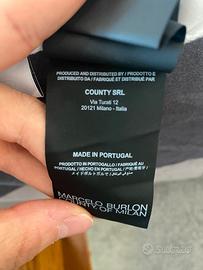 PRODUCED AND DISTRIBUTED BY / PRODOTTO E
DISTRIBUITO DA / FABRIQUÉ ET DISTRIBUÉ PAR
COUNTY SRL
Via Turati 12
20121 Milano - Italia
MADE IN PORTUGAL
PRODOTTO IN PORTOGALLO / FABRIQUÉ AU
PORTUGAL / HECHO EN PORTUGAL /
MARCELO BURLON
COUNTY OF MILAN
subito